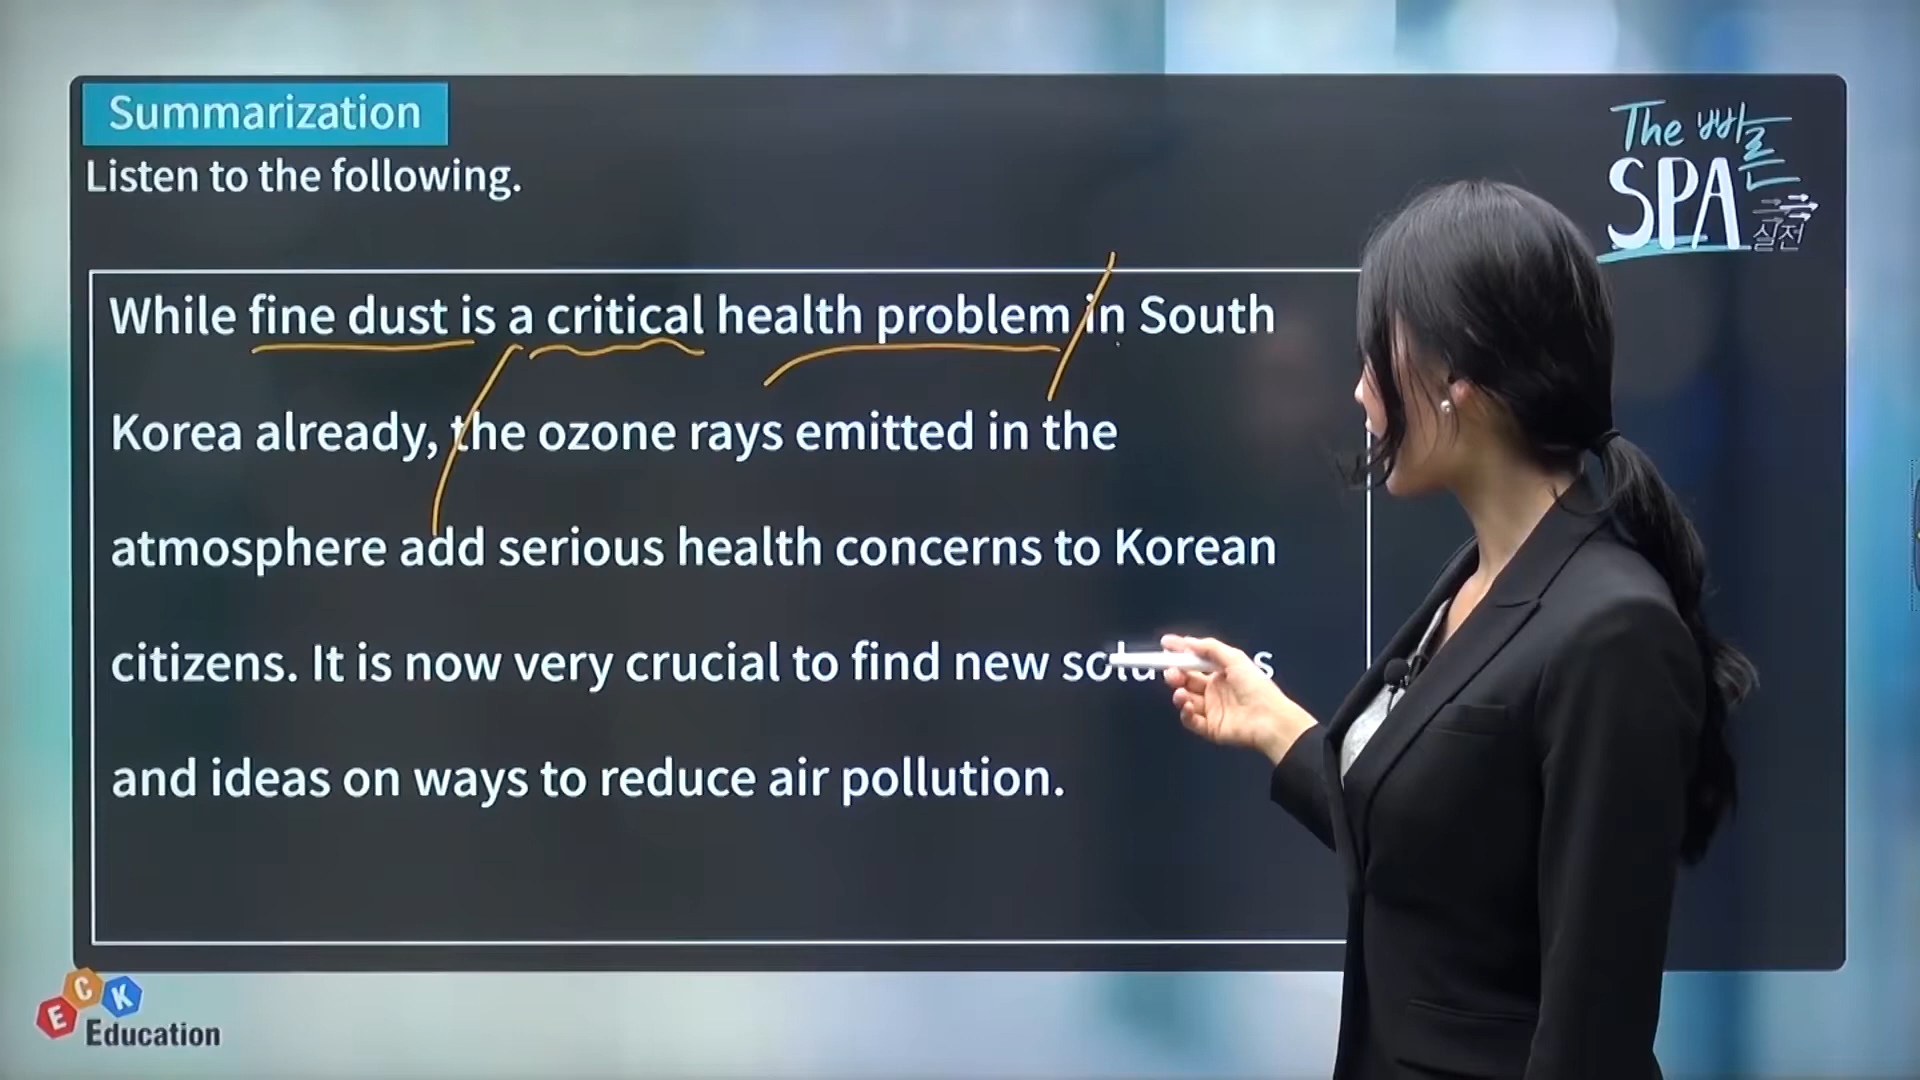 Summarization
Listen to the following.
The 빠른
SPA
실전
While fine dust is a critical health problem in South
Korea already, the ozone rays emitted in the
atmosphere add serious health concerns to Korean
citizens. It is now very crucial to find new
and ideas on ways to reduce air pollution.
ECK
Education